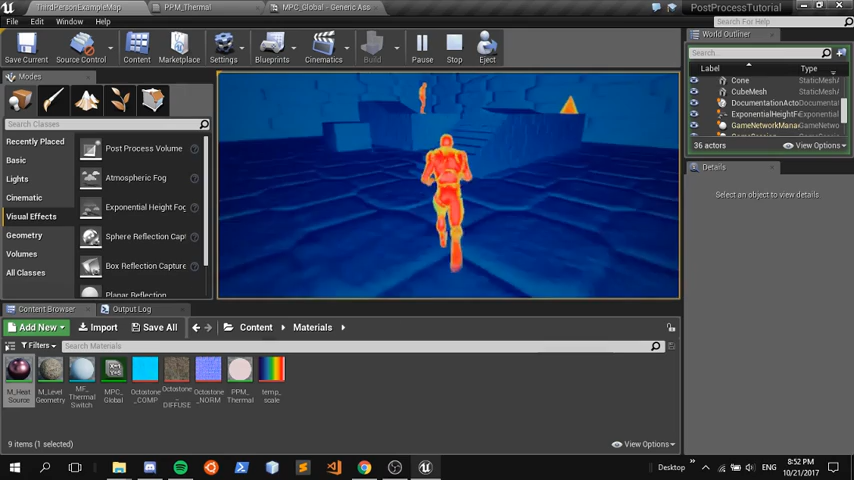 ThirdPersonExampleMap
PPM_Thermal
MPC_Global - Generic Ass
PostProcessTutorial
File Edit Window Help
Search For Help
Save Current
Source Control
Content
Marketplace
Settings
Blueprints
Cinematics
Build
Pause
Stop
Eject
World Outliner
Search...
Label
Type
Cone StaticMeshA
CubeMesh StaticMeshA
DocumentationActo Documenta
ExponentialHeightF Exponential
GameNetworkMana GameNetwo
36 actors
View Options
Modes
Search Classes
Recently Placed
Basic
Lights
Cinematic
Visual Effects
Geometry
Volumes
All Classes
Post Process Volume
Atmospheric Fog
Exponential Height Fog
Sphere Reflection Capt
Box Reflection Capture
Planar Reflection
Details
Select an object to view details
Content Browser
Output Log
Add New
Import
Save All
Content
Materials
Filters
Search Materials
M_Heat
Source
M_Level
Geometry
MF_
Thermal
Switch
MPC_
Global
Octostone
_COMP
Octostone
_DIFFUSE
Octostone
_NORM
PPM_
Thermal
temp_
scale
9 items (1 selected)
View Options
Desktop
ENG
8:52 PM
10/21/2017